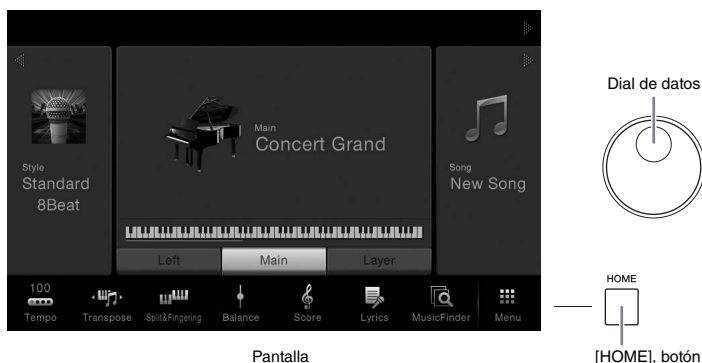 Main
Concert Grand
Style
Standard
8Beat
Song
New Song
Left
Main
Layer
100
Tempo
Transpose
Split&Fingering
Balance
Score
Lyrics
MusicFinder
Menu
Pantalla
Dial de datos
HOME
[HOME], botón